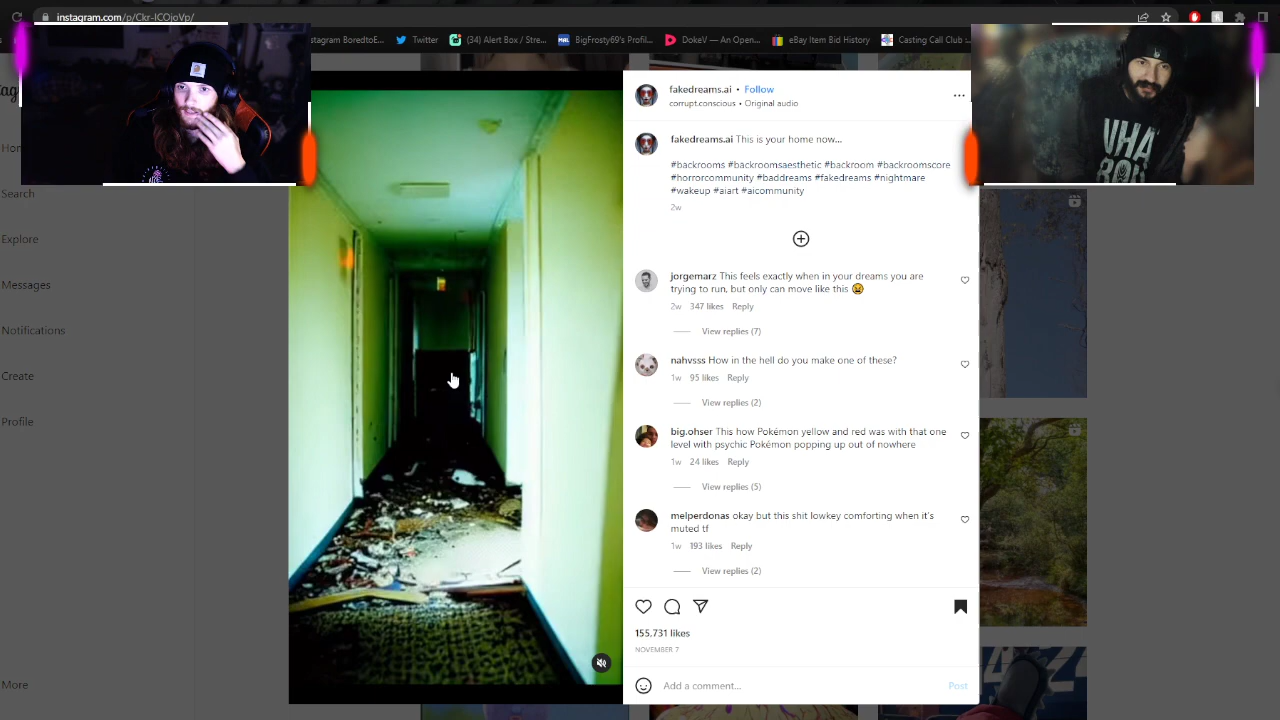 instagram.com/p/Ckr-ICOjoVp/
stagram BoredtoE...
Twitter
(34) Alert Box / Stre...
MAL
BigFrosty69's Profil...
DekeV — An Open...
eBay Item Bid History
Casting Call Club
fakedreams.ai • Follow
corrupt.conscious • Original audio
fakedreams.ai This is your home now...
#backrooms #backroomsaesthetic #backroom #backroomscore
#horrorcommunity #baddreams #fakedreams #nightmare
#wakeup #aiart #aicommunity
2w
jorgemarz This feels exactly when in your dreams you are
trying to run, but only can move like this 😫
2w 347 likes Reply
View replies (7)
nahvsss How in the hell do you make one of these?
1w 95 likes Reply
View replies (2)
big.ohser This how Pokémon yellow and red was with that one
level with psychic Pokémon popping up out of nowhere
1w 24 likes Reply
View replies (5)
melperdonas okay but this shit lowkey comforting when it's
muted tf
1w 193 likes Reply
View replies (2)
155,731 likes
NOVEMBER 7
Add a comment...
Post
Search
Explore
Messages
Notifications
Create
Profile
More